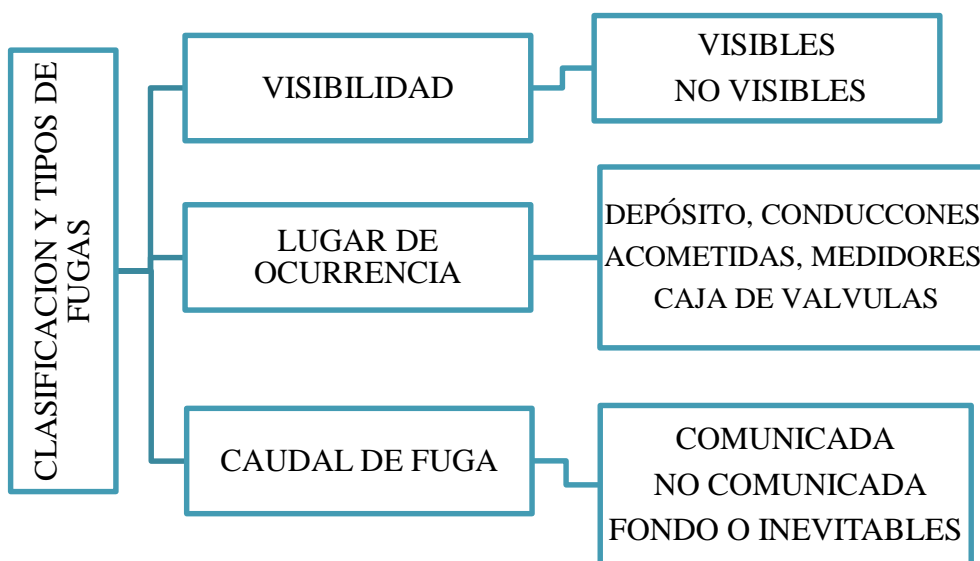 CLASIFICACION Y TIPOS DE
FUGAS
VISIBILIDAD
VISIBLES
NO VISIBLES
LUGAR DE
OCURRENCIA
DEPÓSITO, CONDUCCONES
ACOMETIDAS, MEDIDORES
CAJA DE VALVULAS
CAUDAL DE FUGA
COMUNICADA
NO COMUNICADA
FONDO O INEVITABLES